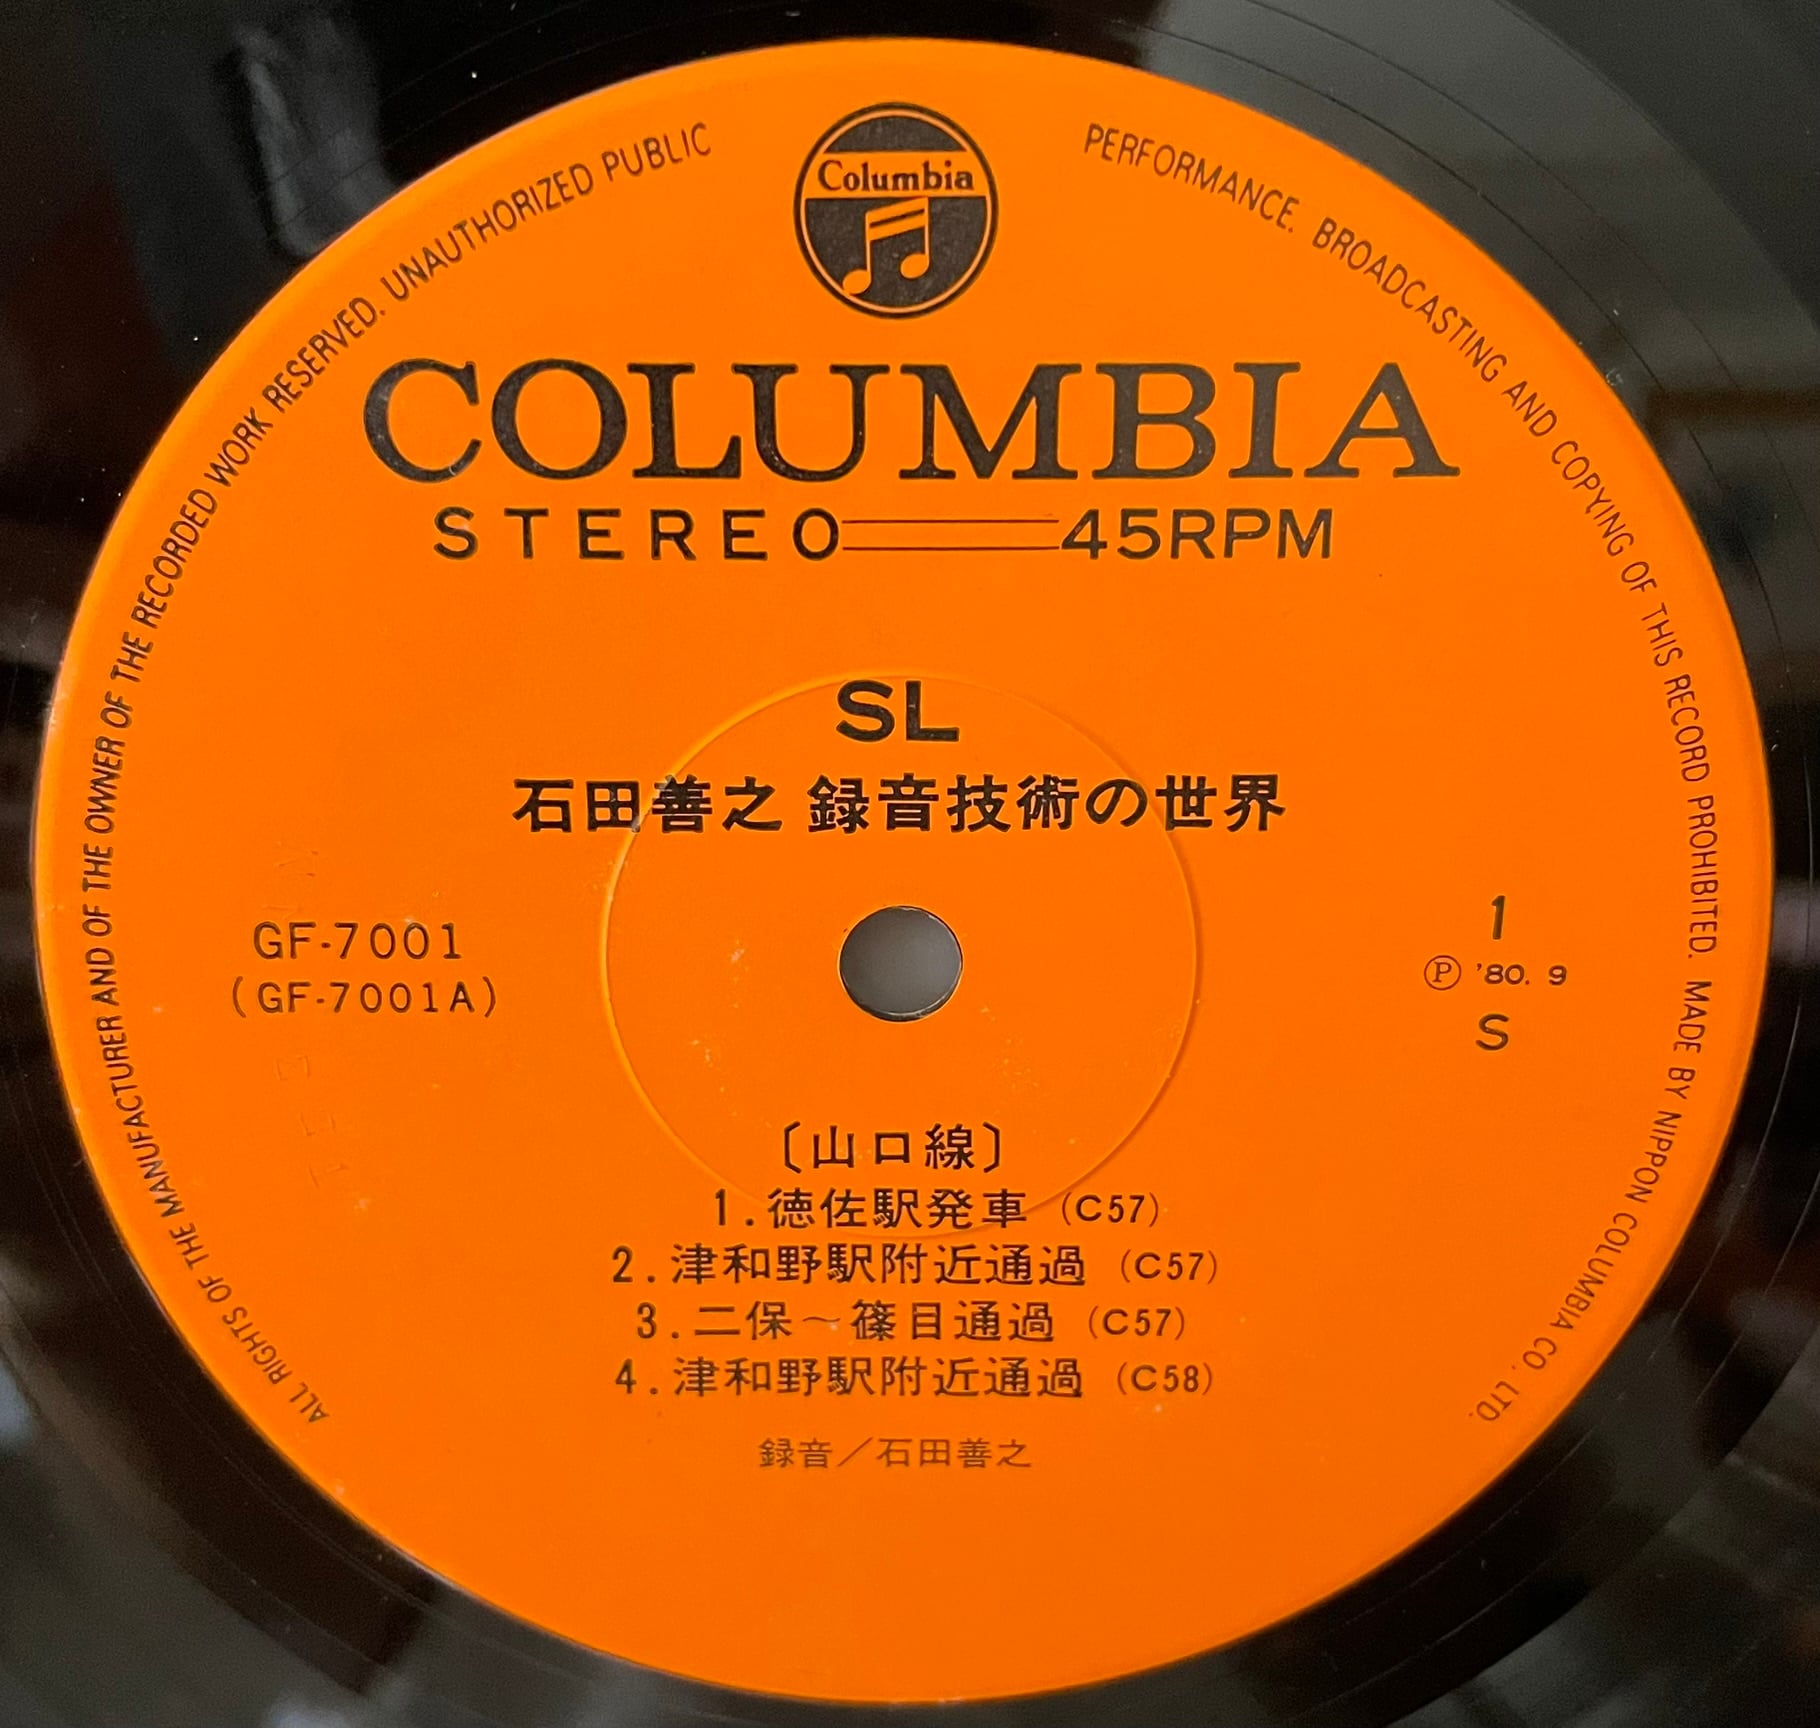 ALL RIGHTS OF THE MANUFACTURER AND OF THE OWNER OF THE RECORDED WORK RESERVED. UNAUTHORIZED PUBLIC PERFORMANCE. BROADCASTING AND COPYING OF THIS RECORD PROHIBITED. MADE BY NIPPON COLUMBIA CO., LTD.
Columbia
COLUMBIA
STEREO 45RPM
SL
石田善之 録音技術の世界
GF-7001
(GF-7001A)
1
Ⓟ '80. 9
S
〔山口線〕
1.徳佐駅発車 (C57)
2.津和野駅附近通過 (C57)
3.二保〜篠目通過 (C57)
4.津和野駅附近通過 (C58)
録音／石田善之